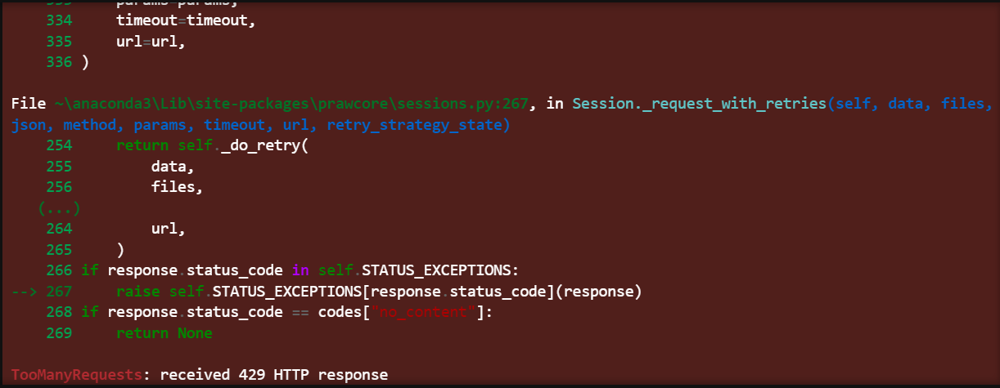 333     params=params,
334     timeout=timeout,
335     url=url,
336 )
File ~\anaconda3\Lib\site-packages\prawcore\sessions.py:267, in Session._request_with_retries(self, data, files,
json, method, params, timeout, url, retry_strategy_state)
254     return self._do_retry(
255         data,
256         files,
(...)
264         url,
265     )
266 if response.status_code in self.STATUS_EXCEPTIONS:
--> 267     raise self.STATUS_EXCEPTIONS[response.status_code](response)
268 if response.status_code == codes["no_content"]:
269     return None
TooManyRequests: received 429 HTTP response